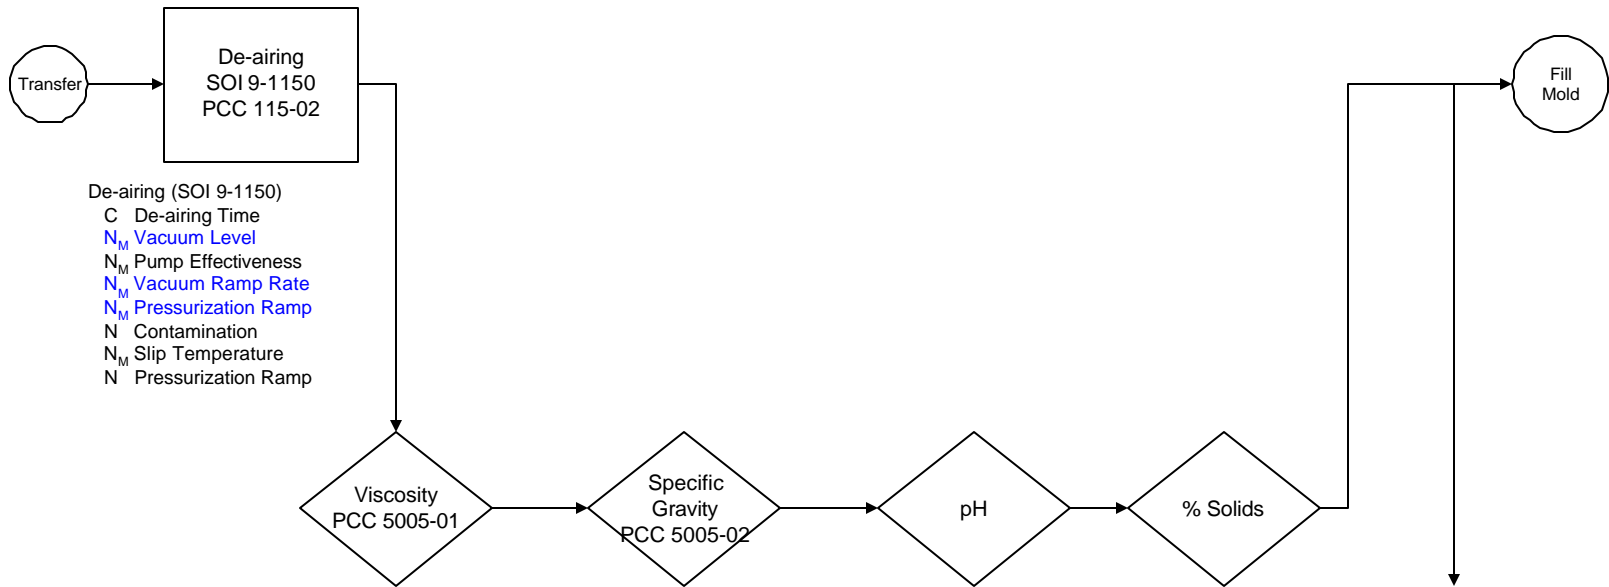 Transfer
De-airing
SOI 9-1150
PCC 115-02
Fill
Mold
De-airing (SOI 9-1150)
C De-airing Time
NM Vacuum Level
NM Pump Effectiveness
NM Vacuum Ramp Rate
NM Pressurization Ramp
N Contamination
NM Slip Temperature
N Pressurization Ramp
Viscosity
PCC 5005-01
Specific
Gravity
PCC 5005-02
pH
% Solids